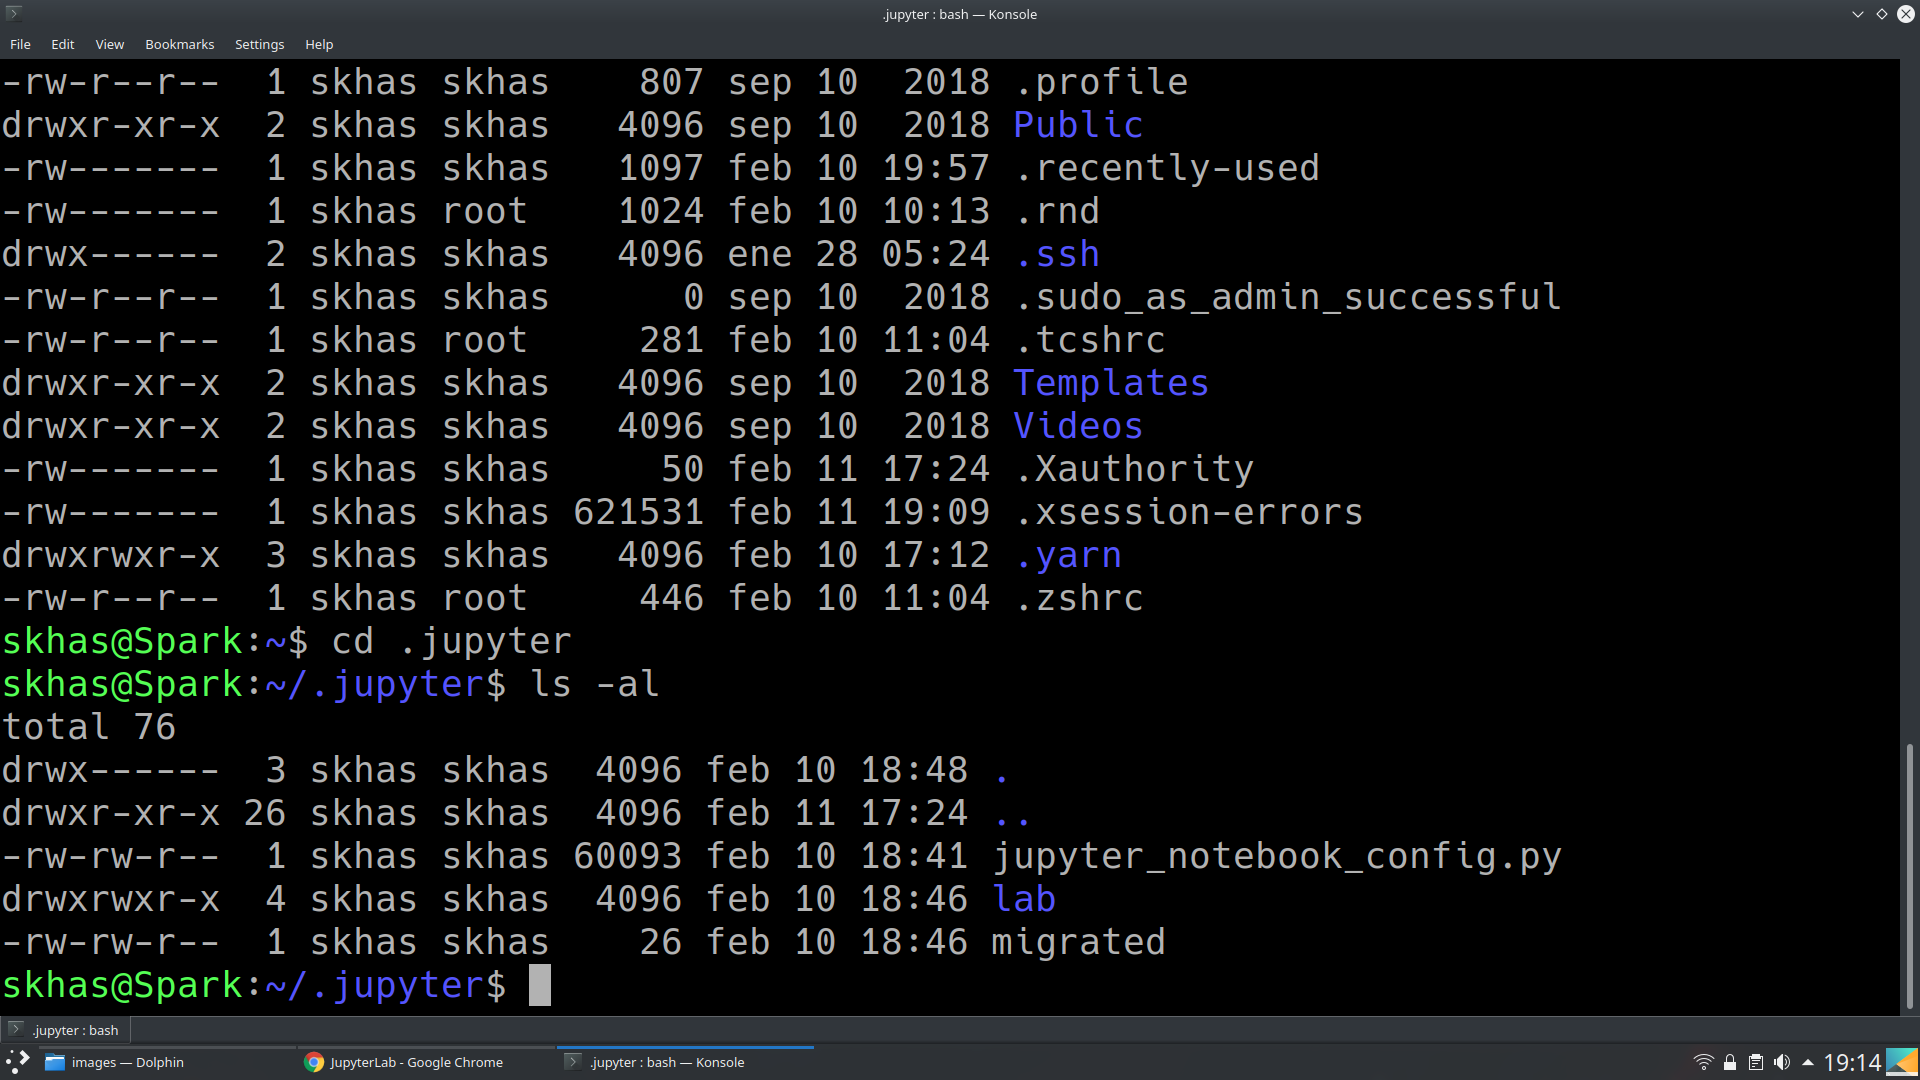 .jupyter : bash — Konsole
File Edit View Bookmarks Settings Help
-rw-r--r--  1 skhas skhas    807 sep 10  2018 .profile
drwxr-xr-x  2 skhas skhas   4096 sep 10  2018 Public
-rw-------  1 skhas skhas   1097 feb 10 19:57 .recently-used
-rw-------  1 skhas root    1024 feb 10 10:13 .rnd
drwx------  2 skhas skhas   4096 ene 28 05:24 .ssh
-rw-r--r--  1 skhas skhas      0 sep 10  2018 .sudo_as_admin_successful
-rw-r--r--  1 skhas root     281 feb 10 11:04 .tcshrc
drwxr-xr-x  2 skhas skhas   4096 sep 10  2018 Templates
drwxr-xr-x  2 skhas skhas   4096 sep 10  2018 Videos
-rw-------  1 skhas skhas     50 feb 11 17:24 .Xauthority
-rw-------  1 skhas skhas 621531 feb 11 19:09 .xsession-errors
drwxrwxr-x  3 skhas skhas   4096 feb 10 17:12 .yarn
-rw-r--r--  1 skhas root     446 feb 10 11:04 .zshrc
skhas@Spark:~$ cd .jupyter
skhas@Spark:~/.jupyter$ ls -al
total 76
drwx------  3 skhas skhas  4096 feb 10 18:48 .
drwxr-xr-x 26 skhas skhas  4096 feb 11 17:24 ..
-rw-rw-r--  1 skhas skhas 60093 feb 10 18:41 jupyter_notebook_config.py
drwxrwxr-x  4 skhas skhas  4096 feb 10 18:46 lab
-rw-rw-r--  1 skhas skhas    26 feb 10 18:46 migrated
skhas@Spark:~/.jupyter$
.jupyter : bash
images — Dolphin JupyterLab - Google Chrome .jupyter : bash — Konsole 19:14